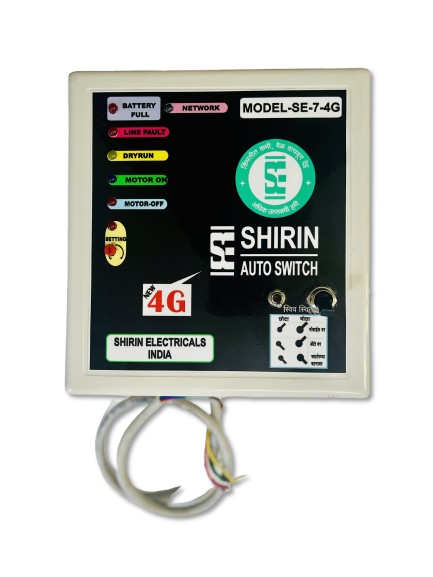 BATTERY
FULL
NETWORK
MODEL-SE-7-4G
LINE FAULT
DRYRUN
MOTOR ON
MOTOR-OFF
SETTING
SHIRIN
AUTO SWITCH
NEW
4G
SHIRIN ELECTRICALS
INDIA
छोटा मोठा